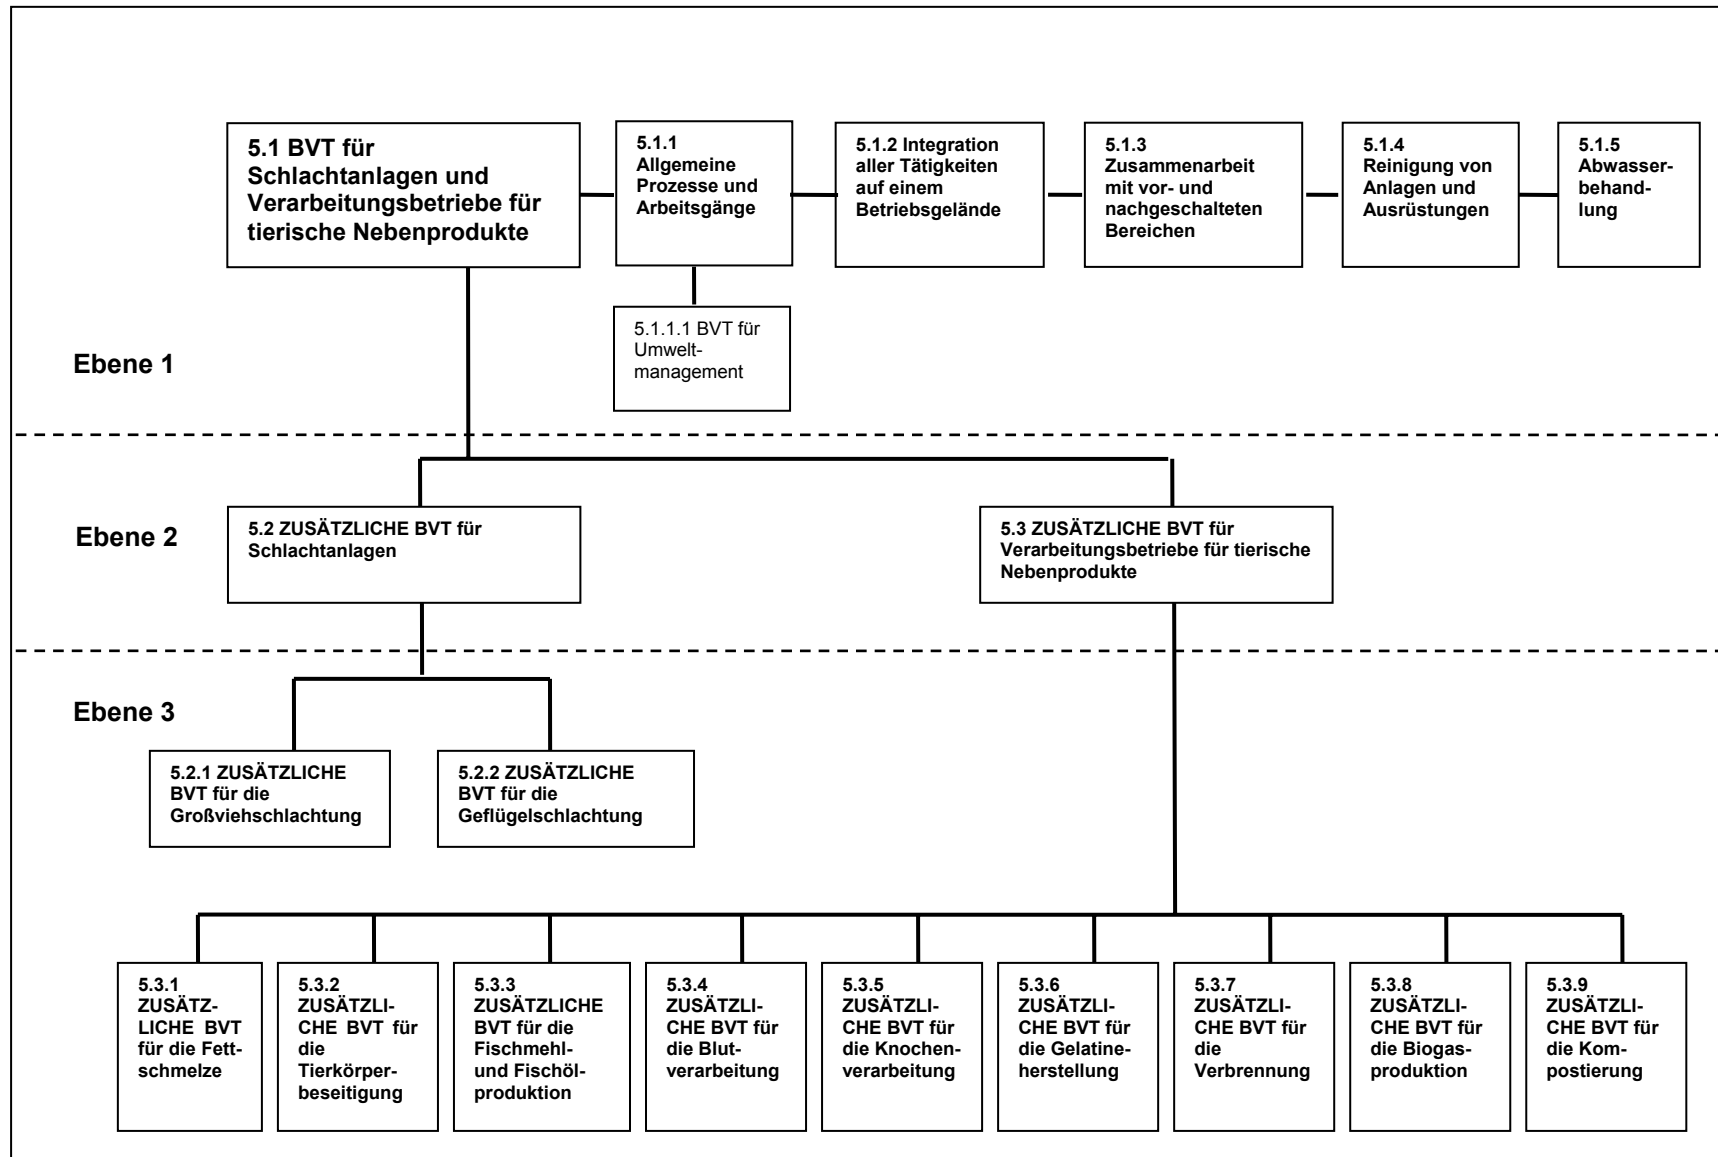 5.1 BVT für
Schlachtanlagen und
Verarbeitungsbetriebe für
tierische Nebenprodukte
5.1.1
Allgemeine
Prozesse und
Arbeitsgänge
5.1.2 Integration
aller Tätigkeiten
auf einem
Betriebsgelände
5.1.3
Zusammenarbeit
mit vor- und
nachgeschalteten
Bereichen
5.1.4
Reinigung von
Anlagen und
Ausrüstungen
5.1.5
Abwasser-
behand-
lung
5.1.1.1 BVT für
Umwelt-
management
Ebene 1
Ebene 2
5.2 ZUSÄTZLICHE BVT für
Schlachtanlagen
5.3 ZUSÄTZLICHE BVT für
Verarbeitungsbetriebe für tierische
Nebenprodukte
Ebene 3
5.2.1 ZUSÄTZLICHE
BVT für die
Großviehschlachtung
5.2.2 ZUSÄTZLICHE
BVT für die
Geflügelschlachtung
5.3.1
ZUSÄTZ-
LICHE BVT
für die Fett-
schmelze
5.3.2
ZUSÄTZLI-
CHE BVT für
die
Tierkörper-
beseitigung
5.3.3
ZUSÄTZLICHE
BVT für die
Fischmehl-
und Fischöl-
produktion
5.3.4
ZUSÄTZLI-
CHE BVT für
die Blut-
verarbeitung
5.3.5
ZUSÄTZLI-
CHE BVT für
die Knochen-
verarbeitung
5.3.6
ZUSÄTZLI-
CHE BVT für
die Gelatine-
herstellung
5.3.7
ZUSÄTZLI-
CHE BVT für
die
Verbrennung
5.3.8
ZUSÄTZLI-
CHE BVT für
die Biogas-
produktion
5.3.9
ZUSÄTZLI-
CHE BVT für
die Kom-
postierung